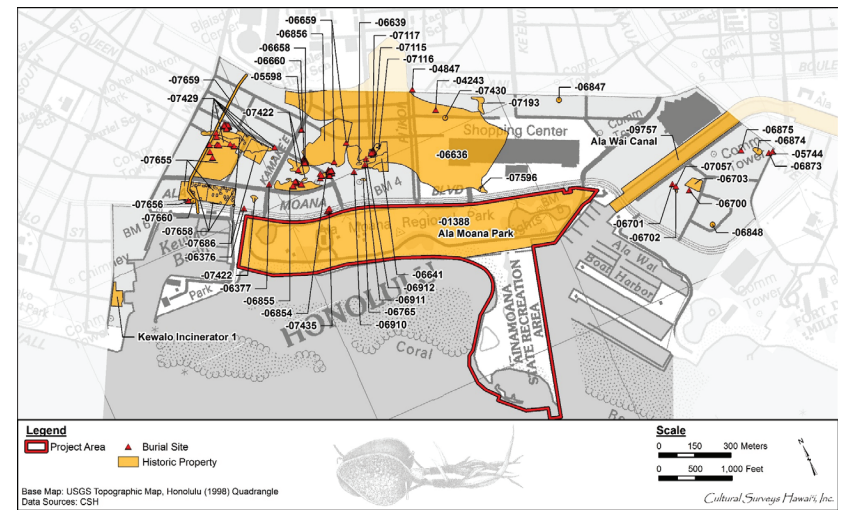 -06659
-06856
-06658
-06660
-05598
-06639
-07117
-07115
-07116
-04847
-04243
-07430
-07193
-06847
-07659
-07429
-07422
Shopping Center
-09757
Ala Wai Canal
-06875
-06874
-05744
-06873
-07057
-06703
-06700
-06701
-06702
-06848
-06636
-07596
-07655
KAMAKEE
BM 4
BLVD
MOANA
-07656
-07660
-07658
-07686
-06376
-07422
-06377
-06855
-06854
-07435
-01388
Ala Moana Park
-06641
-06912
-06911
-06765
-06910
BM 6
Park
HONOLULU
Coral
AINAMOANA
STATE RECREATION
AREA
Ala Wai
Boat Harbor
Kewalo Incinerator 1
Legend
Project Area
Burial Site
Historic Property
Scale
0 150 300 Meters
0 500 1,000 Feet
N
Base Map: USGS Topographic Map, Honolulu (1998) Quadrangle
Data Sources: CSH
Cultural Surveys Hawai'i, Inc.